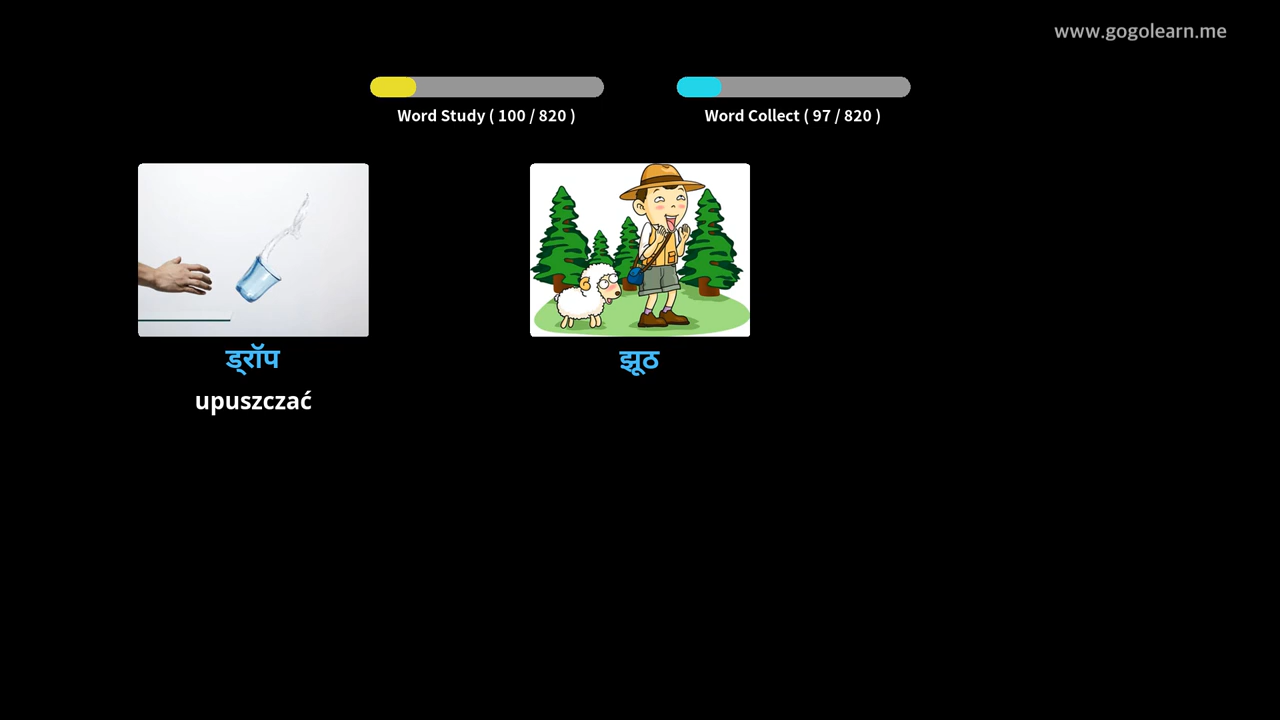 www.gogolearn.me
Word Study ( 100 / 820 )
Word Collect ( 97 / 820 )
ड्रॉप
झूठ
upuszczać